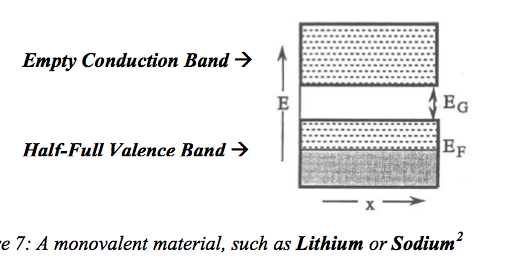 Empty Conduction Band →
E
EG
Half-Full Valence Band →
EF
x
e 7: A monovalent material, such as Lithium or Sodium²